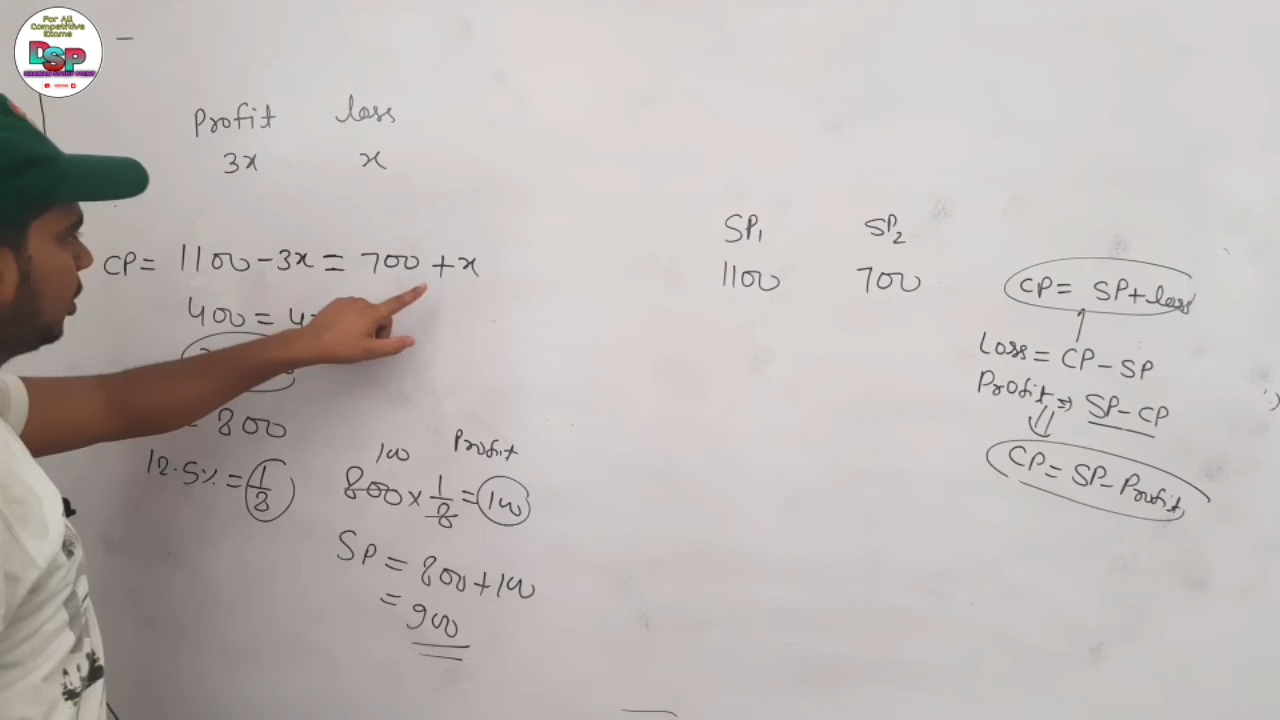 For All
Competitive
Exams
DSP
Profit loss
3x x
SP₁ SP₂
1100 700
CP = 1100 - 3x = 700 + x
400 = 4
= 800
12.5% = 1/8
100 Profit
800 × 1/8 = 100
SP = 800 + 100
= 900
CP = SP + loss
Loss = CP - SP
Profit ⇒ SP - CP
CP = SP - Profit